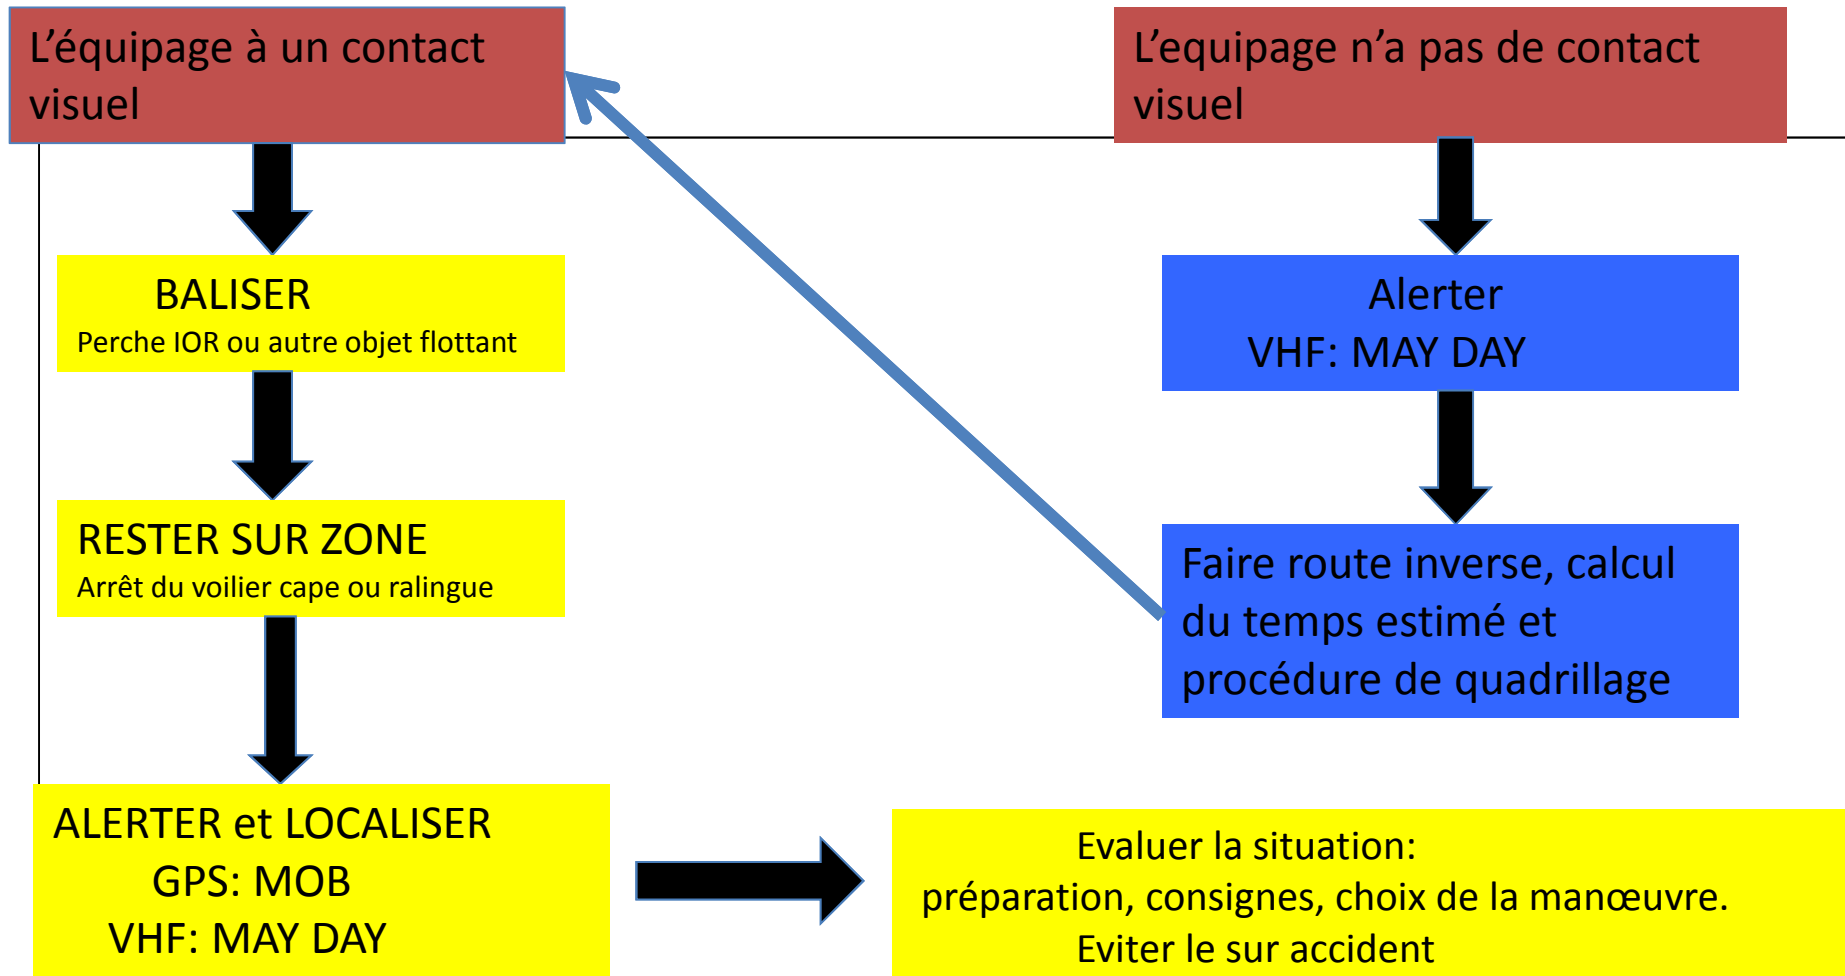 L’équipage à un contact
visuel
L’equipage n’a pas de contact
visuel
BALISER
Perche IOR ou autre objet flottant
Alerter
VHF: MAY DAY
RESTER SUR ZONE
Arrêt du voilier cape ou ralingue
Faire route inverse, calcul
du temps estimé et
procédure de quadrillage
ALERTER et LOCALISER
GPS: MOB
VHF: MAY DAY
Evaluer la situation:
préparation, consignes, choix de la manœuvre.
Eviter le sur accident